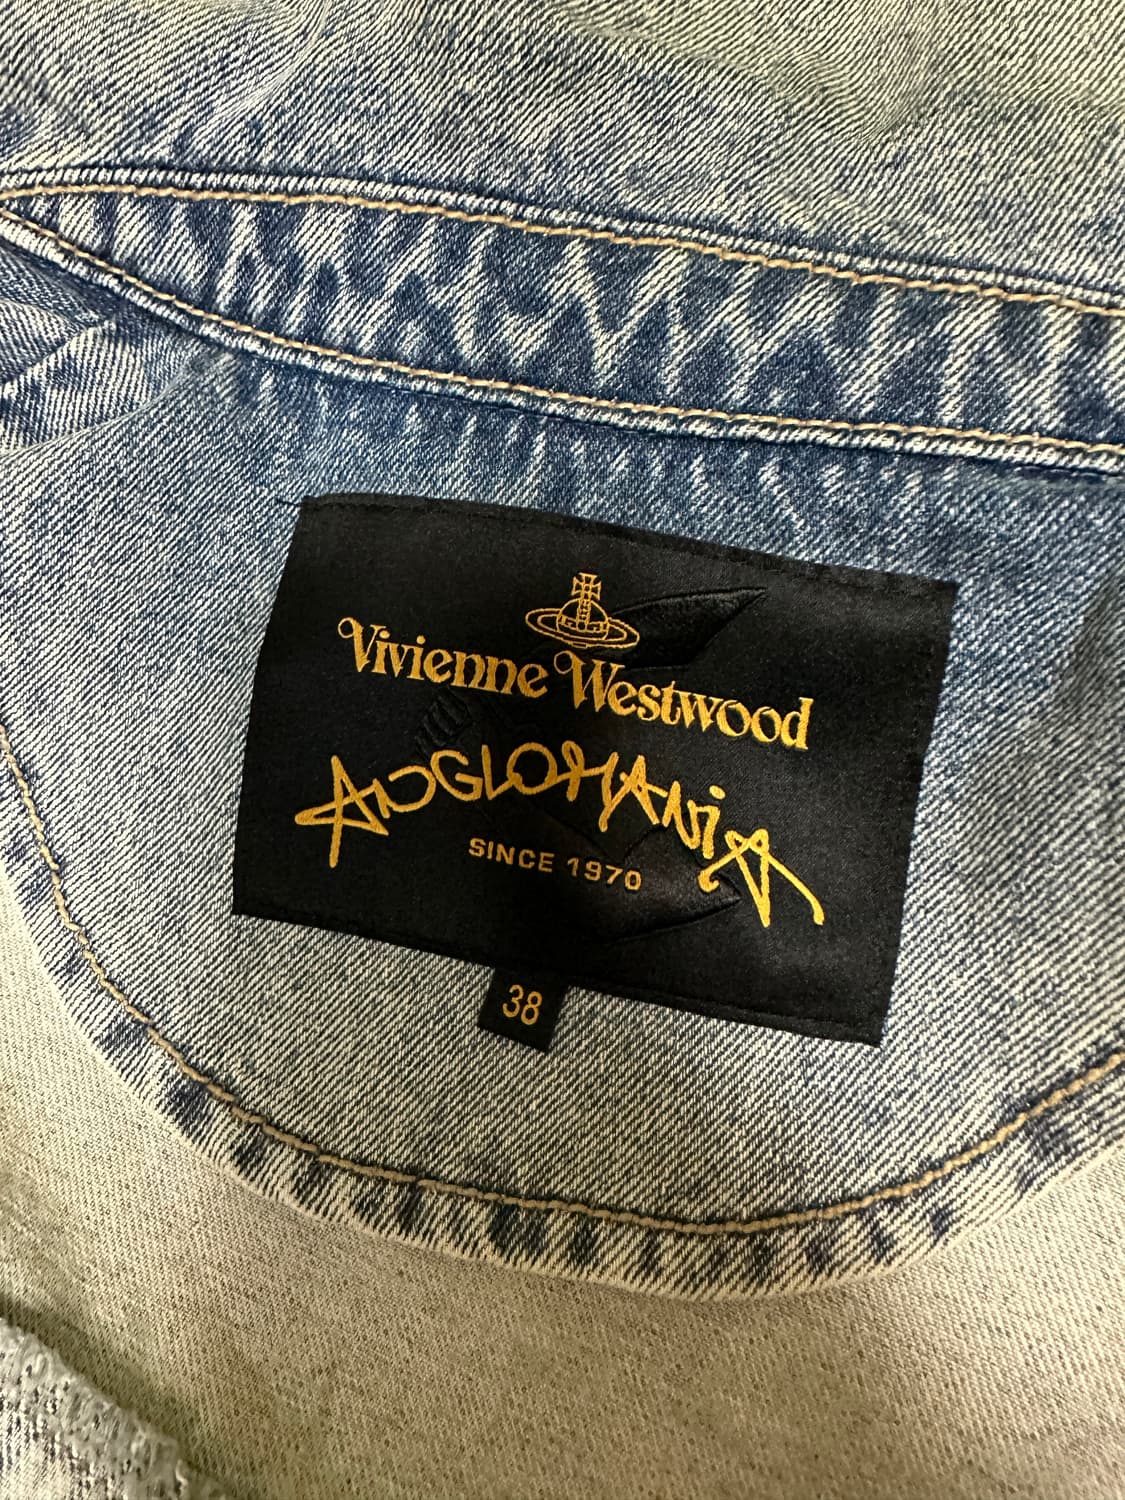 Vivienne Westwood
ANGLOMANiA
SINCE 1970
38